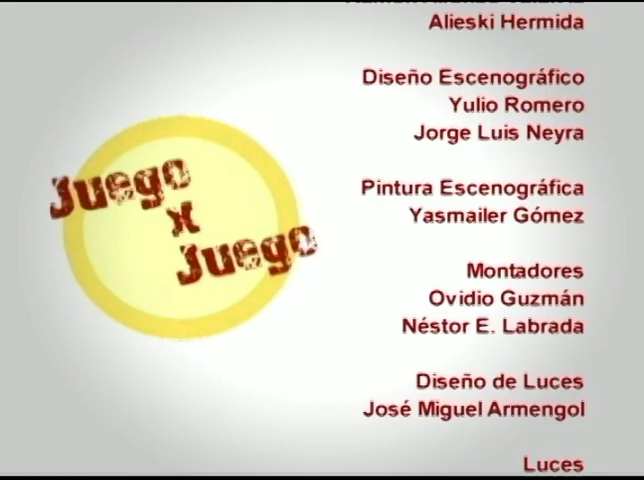 Juego
x
Juego
Alieski Hermida
Diseño Escenográfico
Yulio Romero
Jorge Luis Neyra
Pintura Escenográfica
Yasmailer Gómez
Montadores
Ovidio Guzmán
Néstor E. Labrada
Diseño de Luces
José Miguel Armengol
Luces